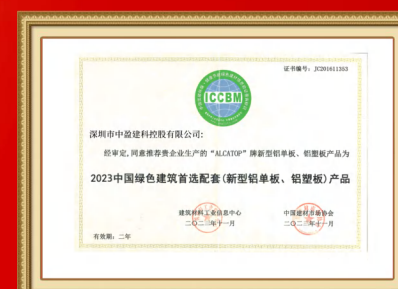 证书编号：JC201611353
ICCBM
深圳市中盈建科控股有限公司:
经审定,同意推荐贵企业生产的“ALCATOP”牌新型铝单板、铝塑板产品为
2023中国绿色建筑首选配套(新型铝单板、铝塑板)产品
建筑材料工业信息中心
中国建材市场协会
二〇二三年十一月
二〇二三年十一月
有效期：二年